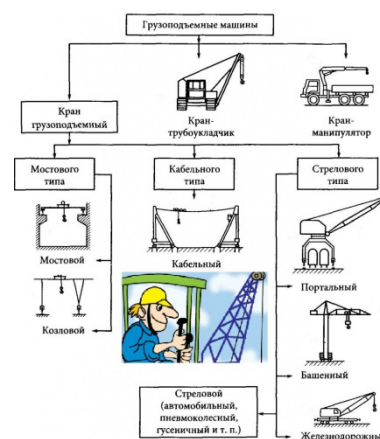 Грузоподъемные машины
Кран
грузоподъемный
Кран-
трубоукладчик
Кран-
манипулятор
Мостового
типа
Кабельного
типа
Стрелового
типа
Мостовой
Кабельный
Козловой
Портальный
Башенный
Стреловой
(автомобильный,
пневмоколесный,
гусеничный и т. п.)
Железнодорожный